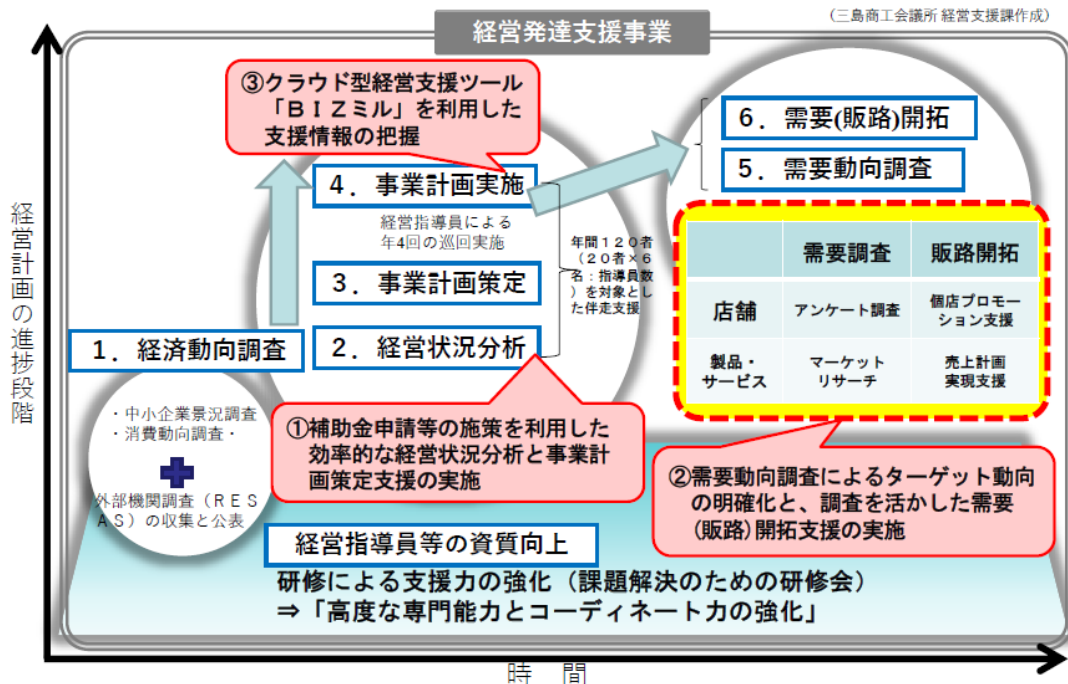 (三島商工会議所 経営支援課作成)
経営発達支援事業
③クラウド型経営支援ツール
「BIZミル」を利用した
支援情報の把握
6．需要(販路)開拓
5．需要動向調査
4．事業計画実施
経営指導員による
年4回の巡回実施
3．事業計画策定
2．経営状況分析
年間120者
(20者×6
名：指導員数
)を対象とし
た伴走支援
需要調査 販路開拓
店舗 アンケート調査 個店プロモー
ション支援
製品・
サービス
マーケット
リサーチ
売上計画
実現支援
1．経済動向調査
・中小企業景況調査
・消費動向調査・
外部機関調査（RES
AS）の収集と公表
①補助金申請等の施策を利用した
効率的な経営状況分析と事業計
画策定支援の実施
②需要動向調査によるターゲット動向
の明確化と、調査を活かした需要
(販路)開拓支援の実施
経営指導員等の資質向上
研修による支援力の強化（課題解決のための研修会）
⇒「高度な専門能力とコーディネート力の強化」
経営計画の進捗段階
時 間